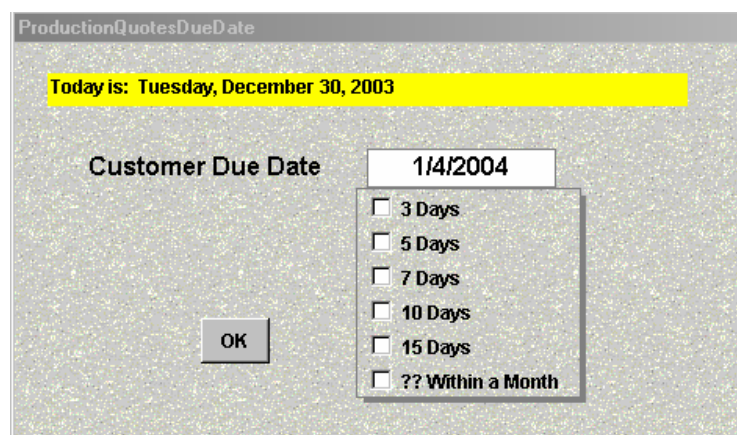 ProductionQuotesDueDate
Today is:  Tuesday, December 30, 2003
Customer Due Date 1/4/2004
3 Days
5 Days
7 Days
10 Days
15 Days
?? Within a Month
OK